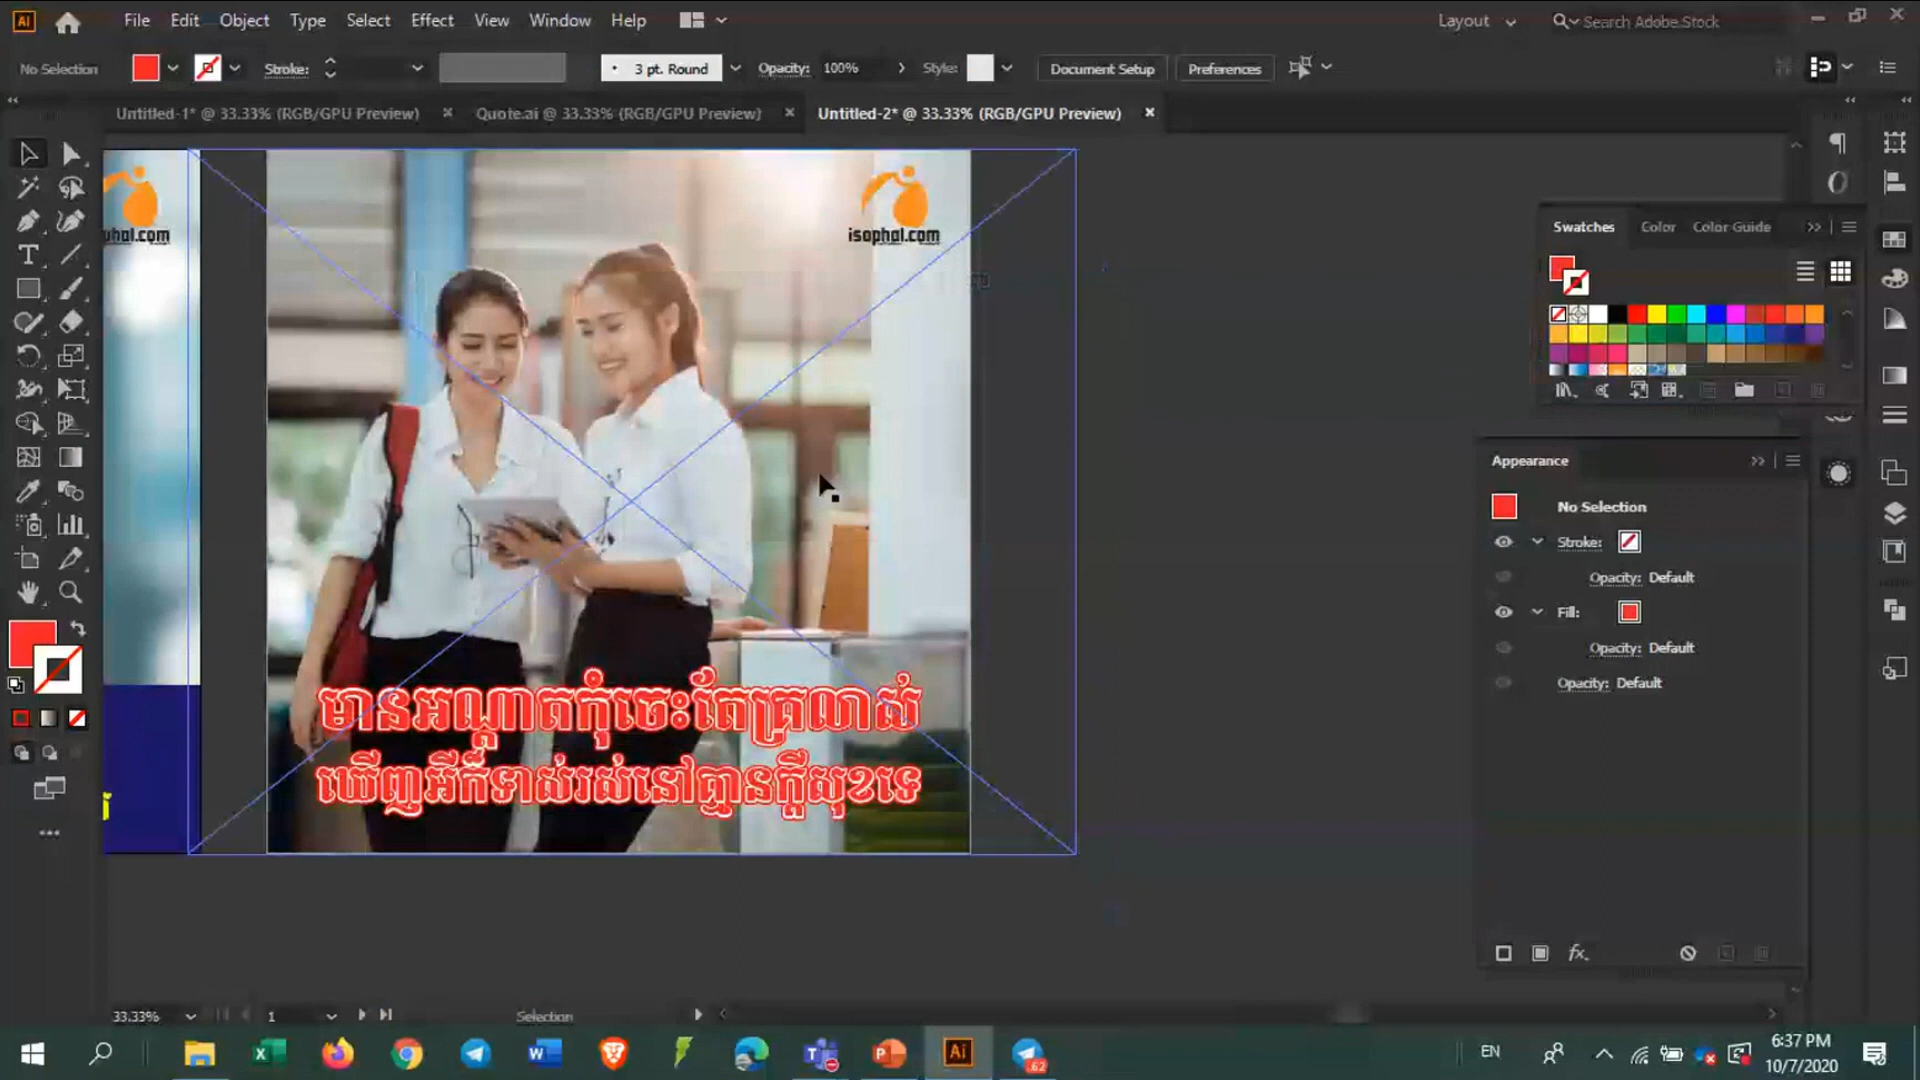 File Edit Object Type Select Effect View Window Help
Layout
Search Adobe Stock
No Selection
Stroke:
3 pt. Round
Opacity: 100%
Style:
Document Setup
Preferences
Untitled-1* @ 33.33% (RGB/GPU Preview)
Quote.ai @ 33.33% (RGB/GPU Preview)
Untitled-2* @ 33.33% (RGB/GPU Preview)
isophal.com
Swatches Color Color Guide
Appearance
No Selection
Stroke:
Opacity: Default
Fill:
Opacity: Default
Opacity: Default
មានអណ្តាតកុំចេះតែគ្រលាស់
ឃើញអីក៏ទាស់រស់នៅគ្មានក្តីសុខទេ
33.33%
1
Selection
EN
6:37 PM
10/7/2020
62